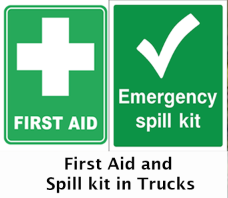 FIRST AID
Emergency
spill kit
First Aid and
Spill kit in Trucks